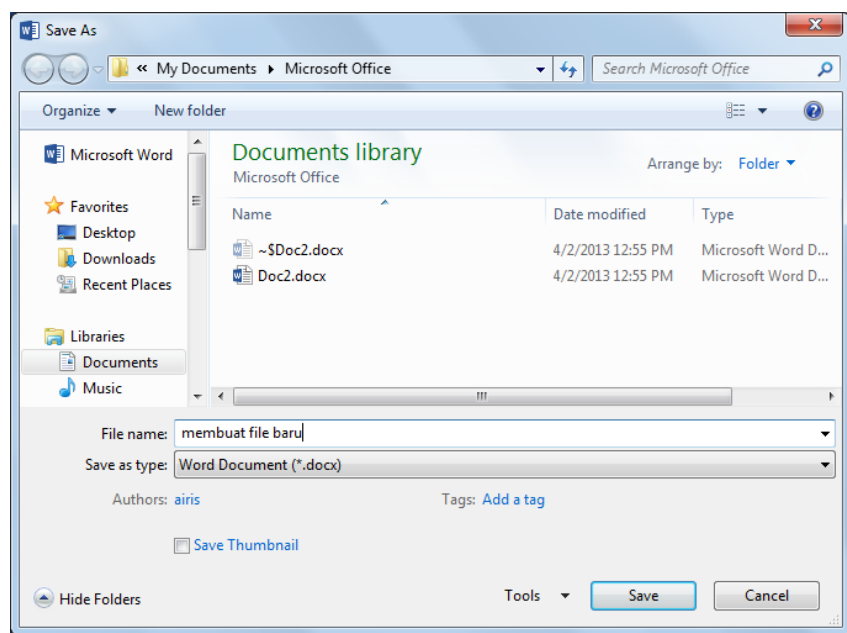 Save As
« My Documents ▸ Microsoft Office
Search Microsoft Office
Organize
New folder
Microsoft Word
Favorites
Desktop
Downloads
Recent Places
Libraries
Documents
Music
Documents library
Microsoft Office
Arrange by: Folder
Name Date modified Type
~$Doc2.docx 4/2/2013 12:55 PM Microsoft Word D...
Doc2.docx 4/2/2013 12:55 PM Microsoft Word D...
File name: membuat file baru
Save as type: Word Document (*.docx)
Authors: airis Tags: Add a tag
Save Thumbnail
Hide Folders Tools Save Cancel